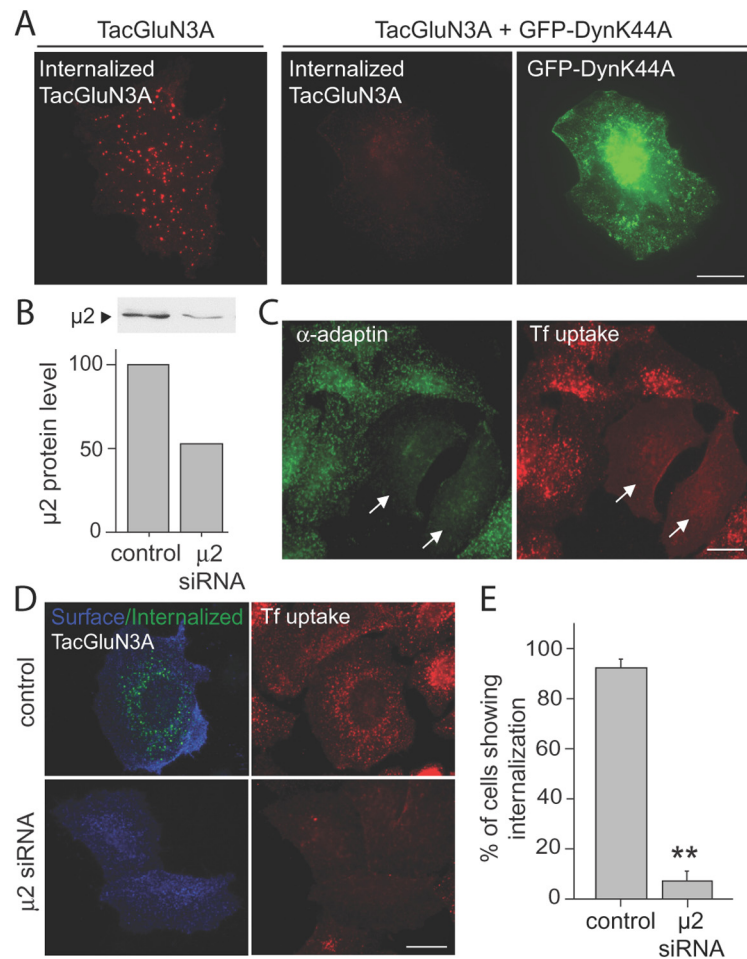 A
TacGluN3A
TacGluN3A + GFP-DynK44A
Internalized
TacGluN3A
Internalized
TacGluN3A
GFP-DynK44A
B
μ2
μ2 protein level
100
50
0
control
μ2
siRNA
C
α-adaptin
Tf uptake
D
Surface/Internalized
TacGluN3A
Tf uptake
control
μ2 siRNA
E
% of cells showing
internalization
100
80
60
40
20
0
**
control
μ2
siRNA